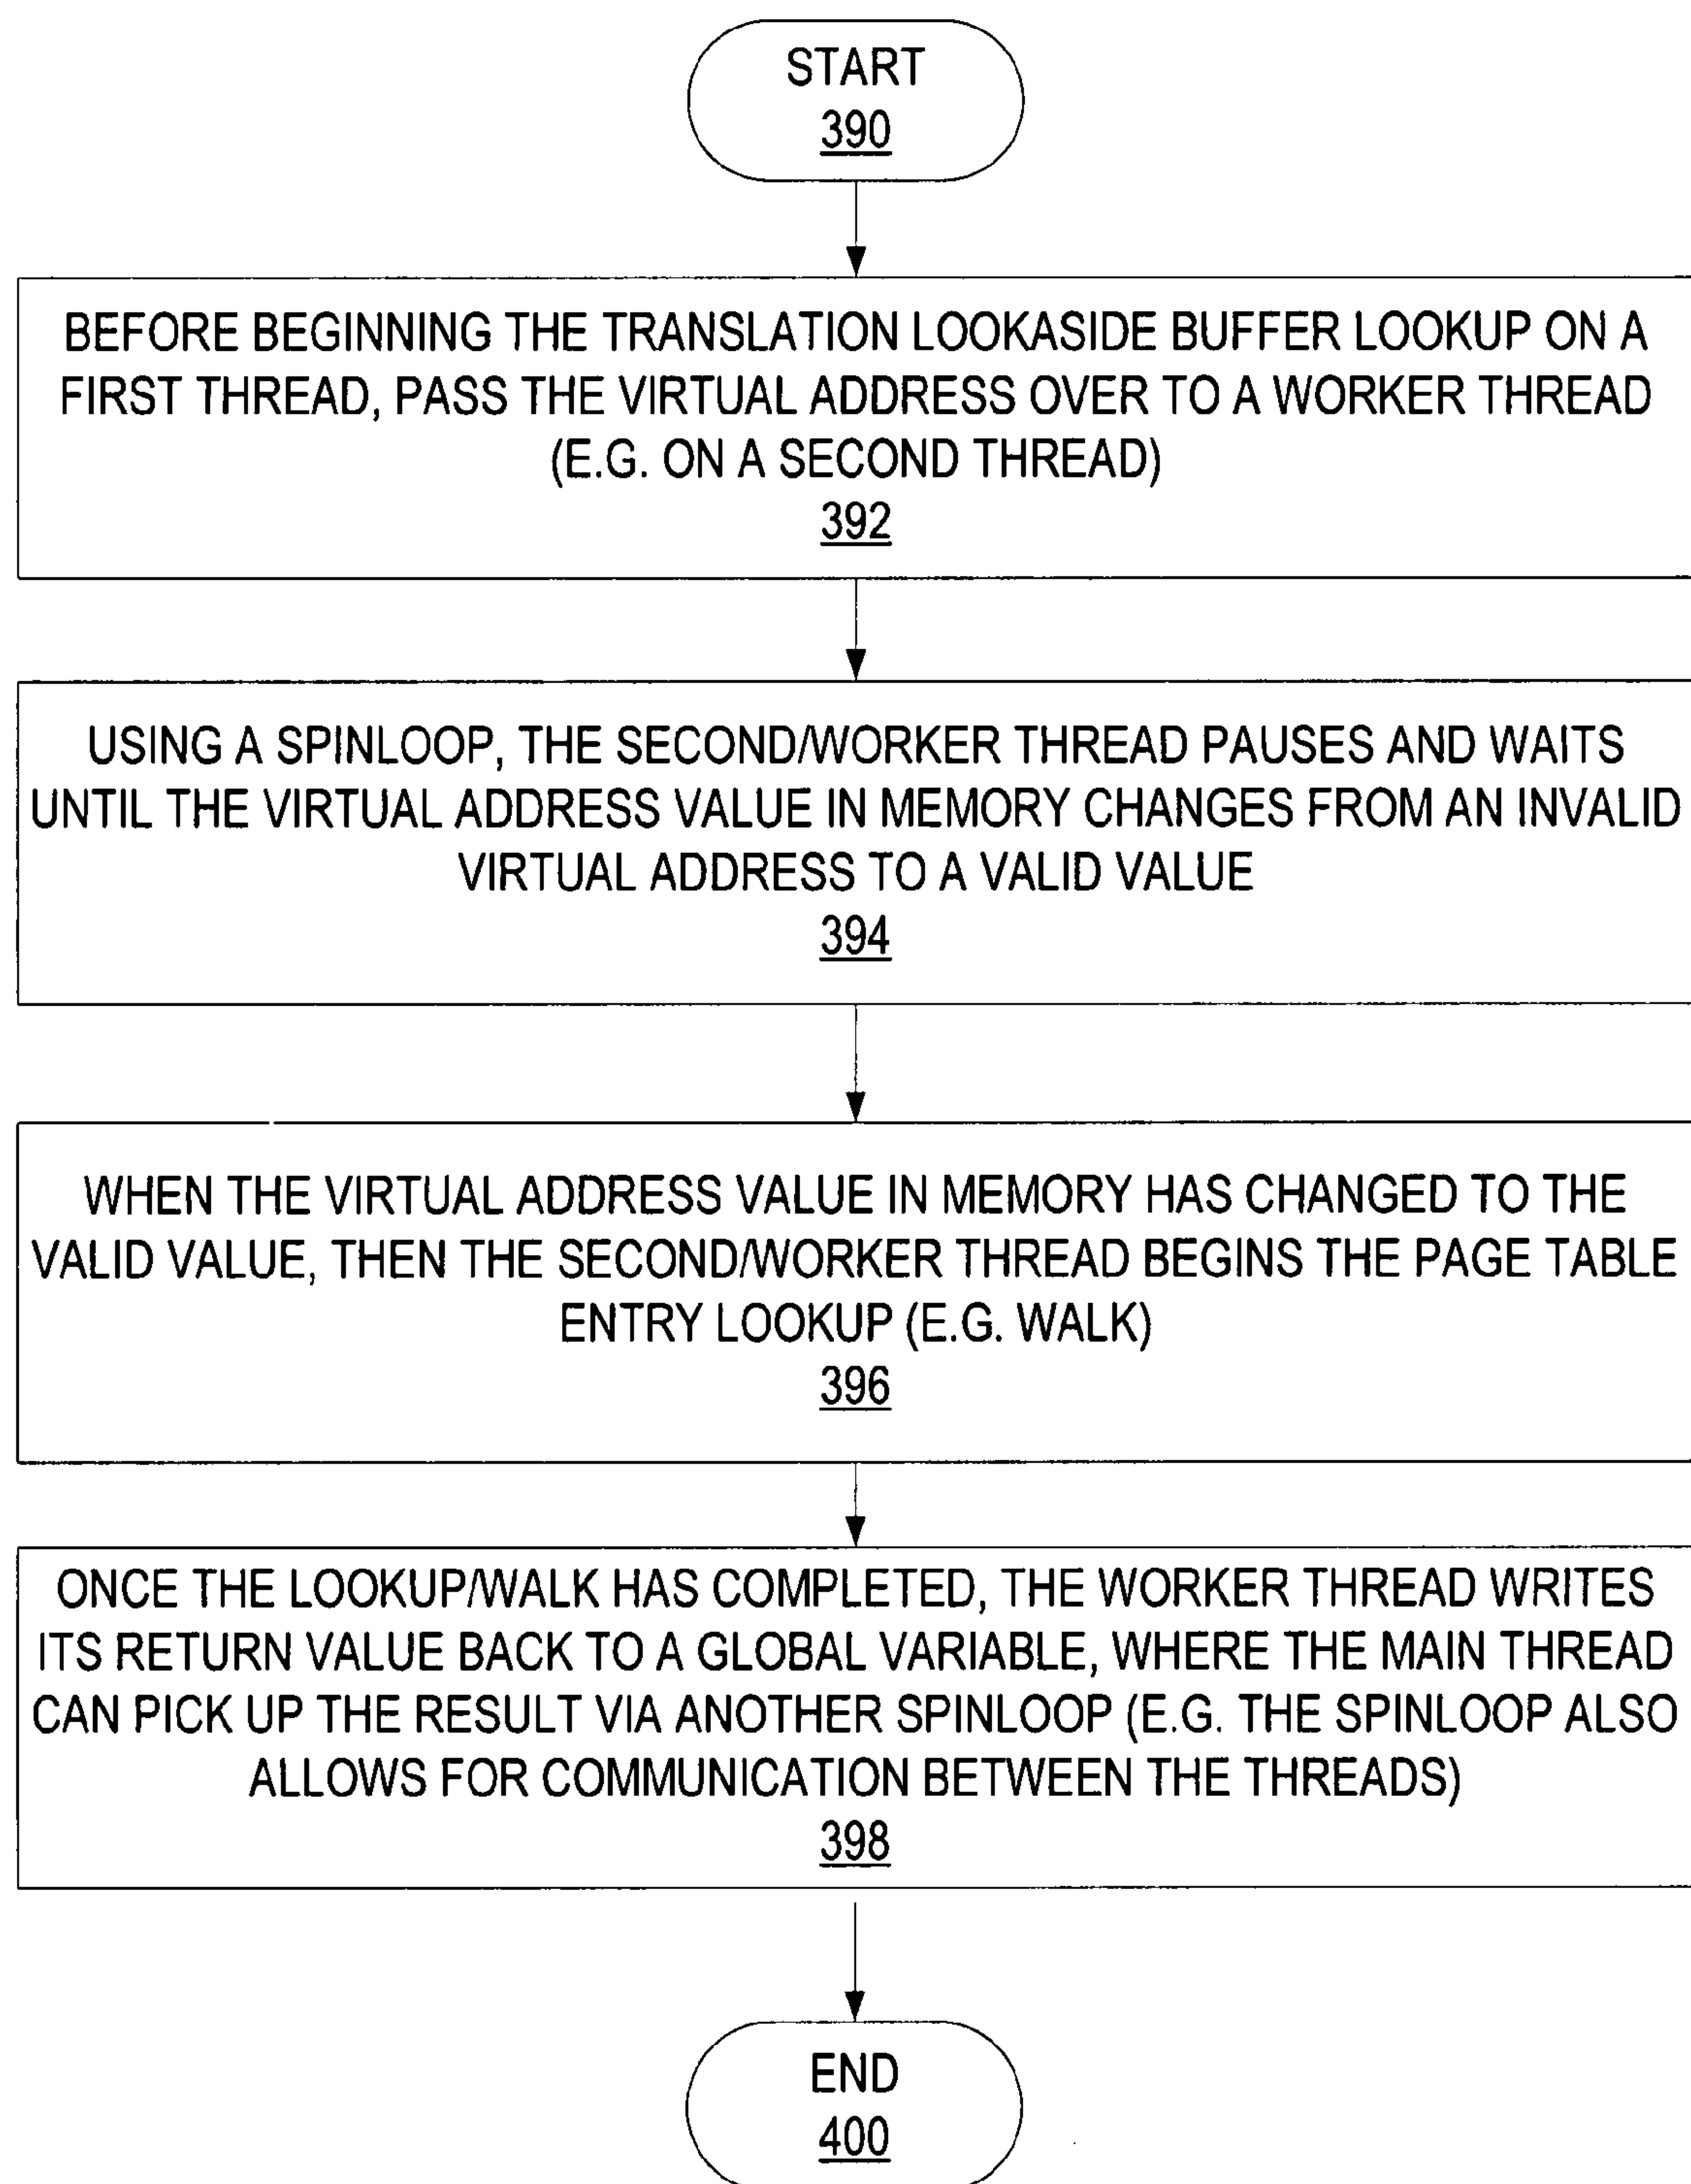 START
390
BEFORE BEGINNING THE TRANSLATION LOOKASIDE BUFFER LOOKUP ON A
FIRST THREAD, PASS THE VIRTUAL ADDRESS OVER TO A WORKER THREAD
(E.G. ON A SECOND THREAD)
392
USING A SPINLOOP, THE SECOND/WORKER THREAD PAUSES AND WAITS
UNTIL THE VIRTUAL ADDRESS VALUE IN MEMORY CHANGES FROM AN INVALID
VIRTUAL ADDRESS TO A VALID VALUE
394
WHEN THE VIRTUAL ADDRESS VALUE IN MEMORY HAS CHANGED TO THE
VALID VALUE, THEN THE SECOND/WORKER THREAD BEGINS THE PAGE TABLE
ENTRY LOOKUP (E.G. WALK)
396
ONCE THE LOOKUP/WALK HAS COMPLETED, THE WORKER THREAD WRITES
ITS RETURN VALUE BACK TO A GLOBAL VARIABLE, WHERE THE MAIN THREAD
CAN PICK UP THE RESULT VIA ANOTHER SPINLOOP (E.G. THE SPINLOOP ALSO
ALLOWS FOR COMMUNICATION BETWEEN THE THREADS)
398
END
400